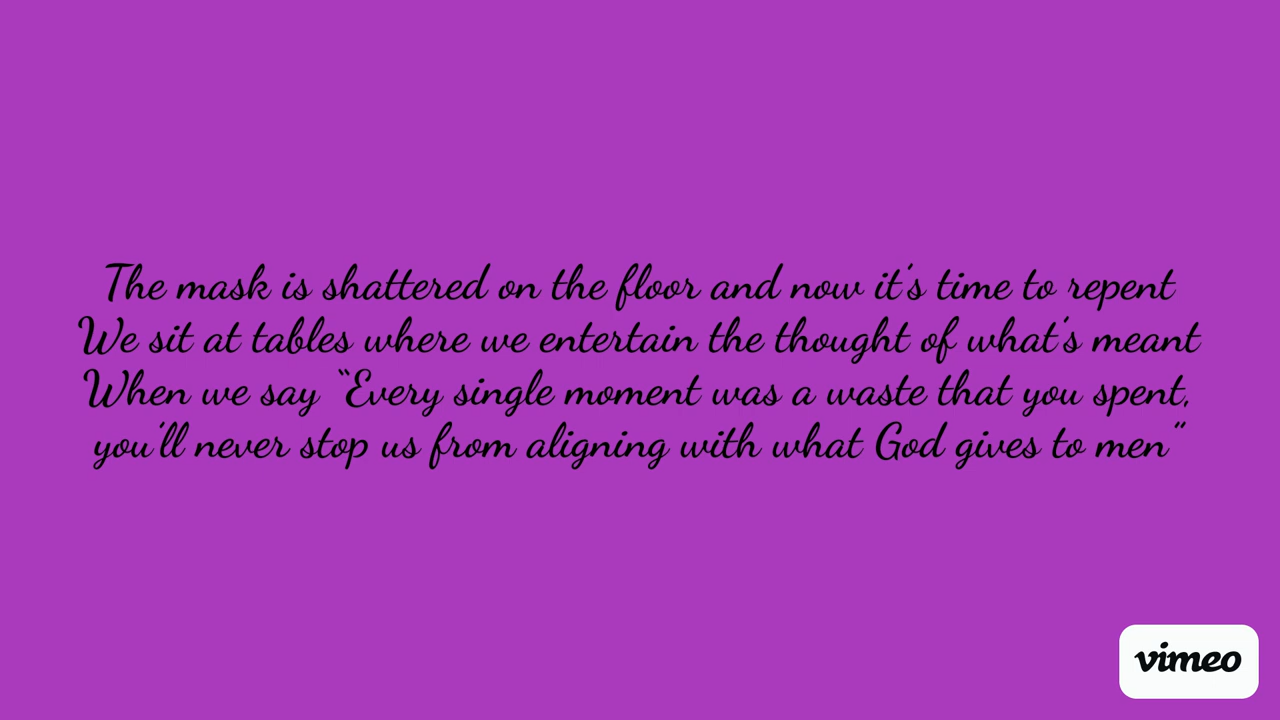 The mask is shattered on the floor and now it's time to repent
We sit at tables where we entertain the thought of what's meant
When we say “Every single moment was a waste that you spent,
you'll never stop us from aligning with what God gives to men”
vimeo